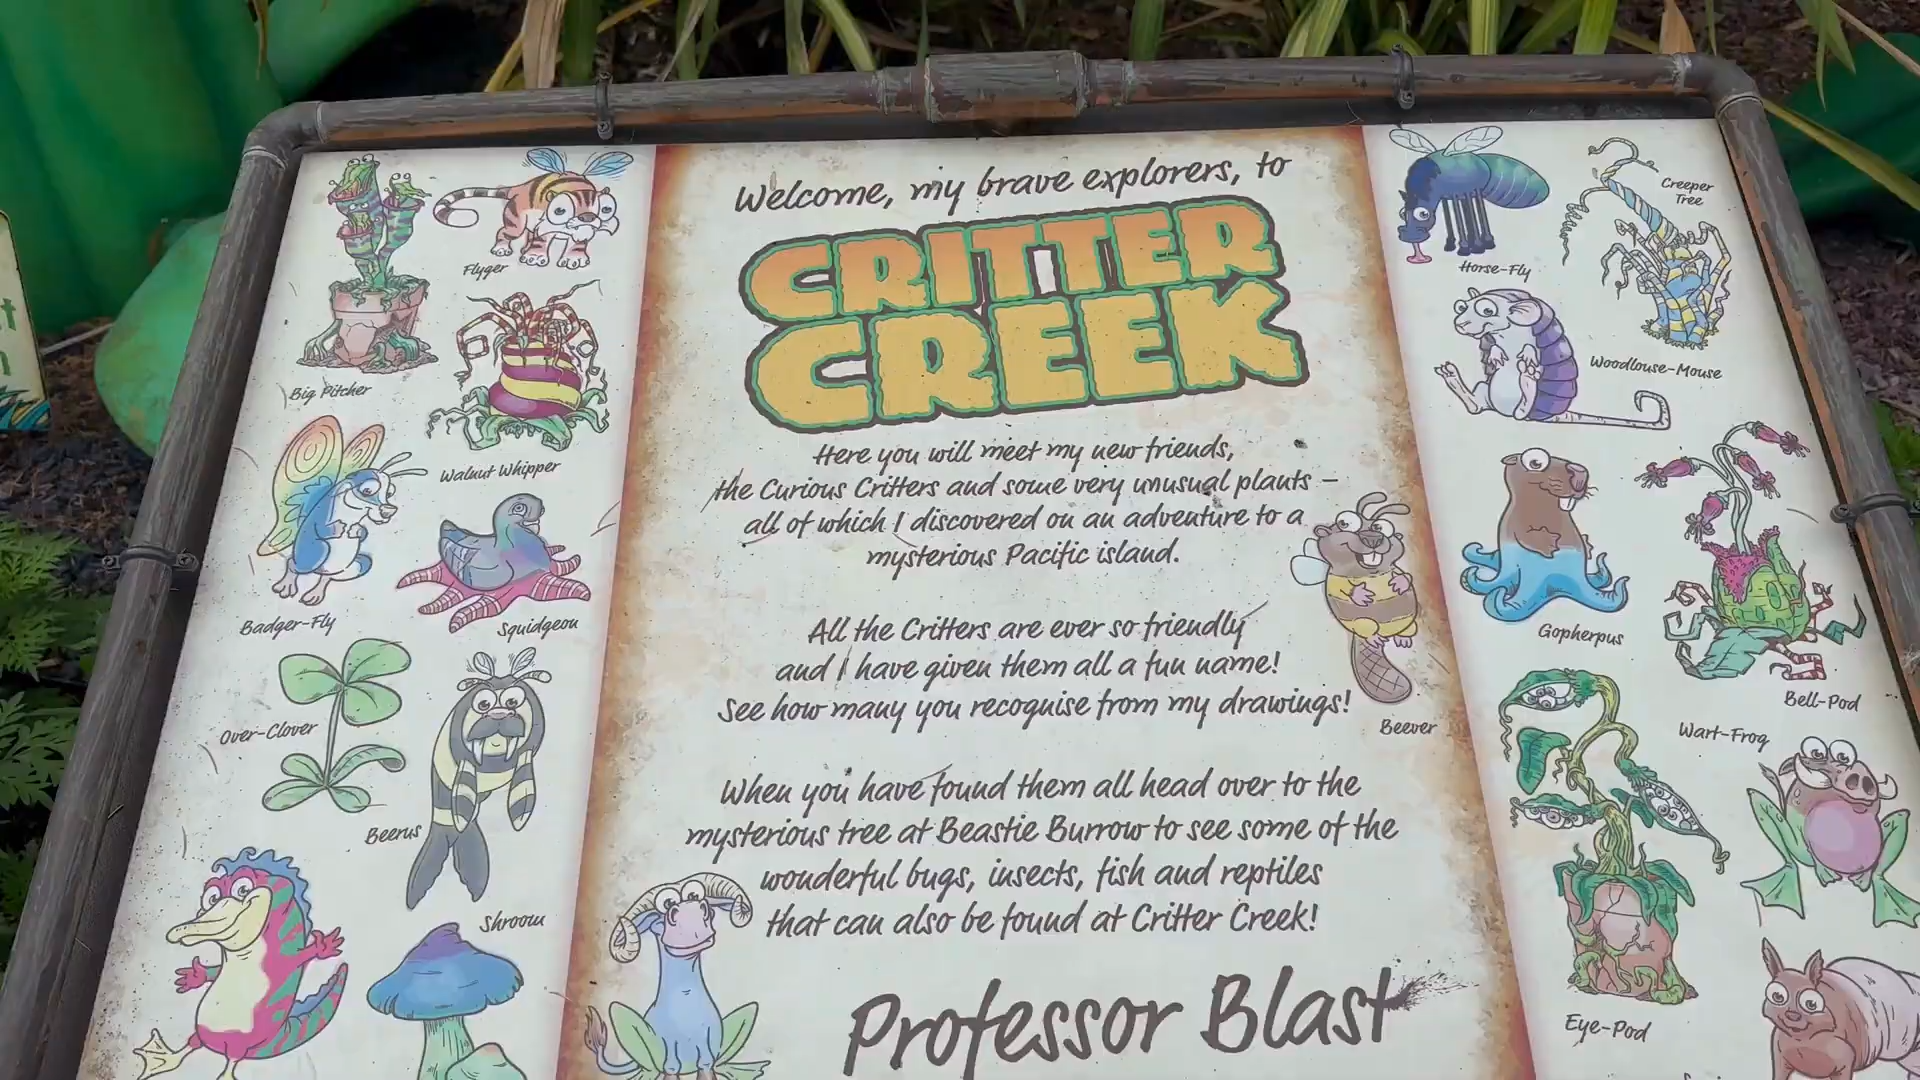 Welcome, my brave explorers, to
CRITTER
CREEK
Here you will meet my new friends,
the Curious Critters and some very unusual plants –
all of which I discovered on an adventure to a
mysterious Pacific island.
All the Critters are ever so friendly
and I have given them all a fun name!
See how many you recognise from my drawings!
When you have found them all head over to the
mysterious tree at Beastie Burrow to see some of the
wonderful bugs, insects, fish and reptiles
that can also be found at Critter Creek!
Professor Blast
Flyger
Big Pitcher
Walnut Whipper
Badger-Fly
Squidgeon
Over-Clover
Beerus
Shroom
Beever
Horse-Fly
Creeper
Tree
Woodlouse-Mouse
Gopherpus
Bell-Pod
Wart-Frog
Eye-Pod